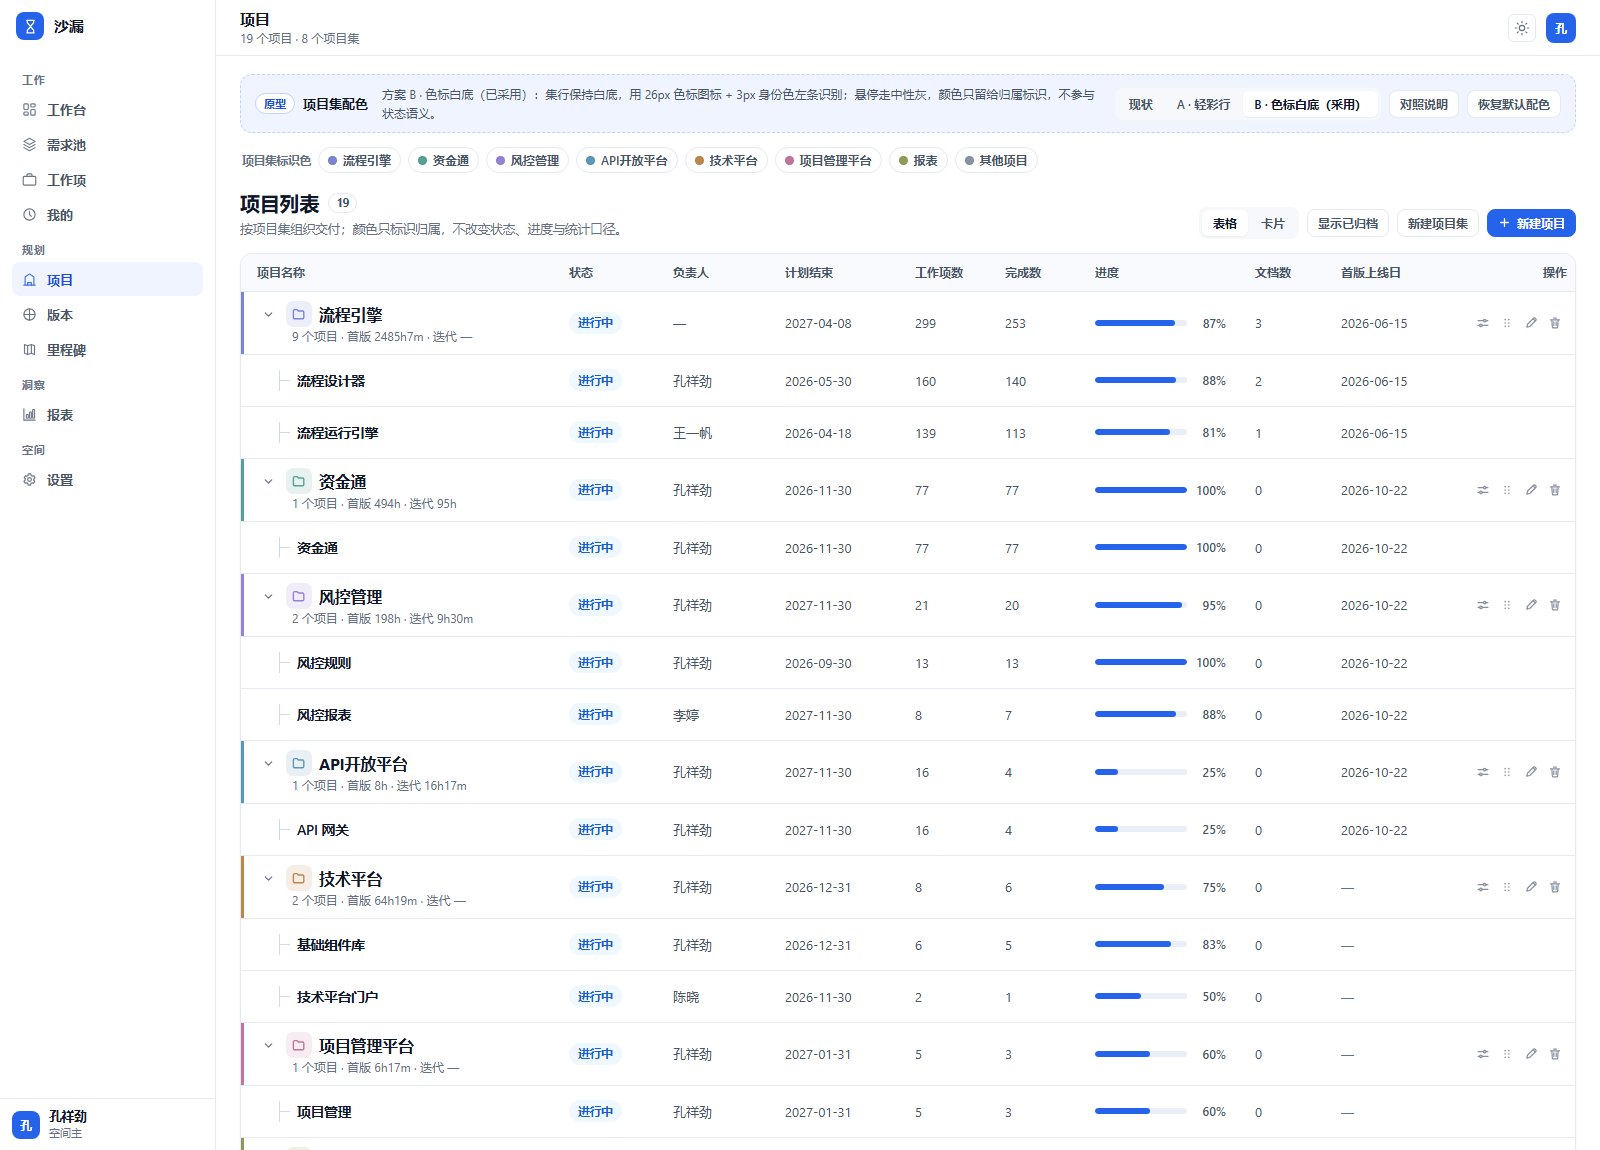 沙漏
工作
工作台
需求池
工作项
我的
规划
项目
版本
里程碑
洞察
报表
空间
设置
孔
孔祥劲
空间主
项目
19 个项目 · 8 个项目集
孔
原型
项目集配色
方案 B · 色标白底（已采用）：集行保持白底，用 26px 色标图标 + 3px 身份色左条识别；悬停走中性灰，颜色只留给归属标识，不参与
状态语义。
现状
A · 轻彩行
B · 色标白底（采用）
对照说明
恢复默认配色
项目集标识色
流程引擎
资金通
风控管理
API开放平台
技术平台
项目管理平台
报表
其他项目
项目列表 19
按项目集组织交付；颜色只标识归属，不改变状态、进度与统计口径。
表格
卡片
显示已归档
新建项目集
+ 新建项目
项目名称 状态 负责人 计划结束 工作项数 完成数 进度 文档数 首版上线日 操作
流程引擎 进行中 — 2027-04-08 299 253 87% 3 2026-06-15
9 个项目 · 首版 2485h7m · 迭代 —
流程设计器 进行中 孔祥劲 2026-05-30 160 140 88% 2 2026-06-15
流程运行引擎 进行中 王一帆 2026-04-18 139 113 81% 1 2026-06-15
资金通 进行中 孔祥劲 2026-11-30 77 77 100% 0 2026-10-22
1 个项目 · 首版 494h · 迭代 95h
资金通 进行中 孔祥劲 2026-11-30 77 77 100% 0 2026-10-22
风控管理 进行中 孔祥劲 2027-11-30 21 20 95% 0 2026-10-22
2 个项目 · 首版 198h · 迭代 9h30m
风控规则 进行中 孔祥劲 2026-09-30 13 13 100% 0 2026-10-22
风控报表 进行中 李婷 2027-11-30 8 7 88% 0 2026-10-22
API开放平台 进行中 孔祥劲 2027-11-30 16 4 25% 0 2026-10-22
1 个项目 · 首版 8h · 迭代 16h17m
API 网关 进行中 孔祥劲 2027-11-30 16 4 25% 0 2026-10-22
技术平台 进行中 孔祥劲 2026-12-31 8 6 75% 0 —
2 个项目 · 首版 64h19m · 迭代 —
基础组件库 进行中 孔祥劲 2026-12-31 6 5 83% 0 —
技术平台门户 进行中 陈晓 2026-11-30 2 1 50% 0 —
项目管理平台 进行中 孔祥劲 2027-01-31 5 3 60% 0 —
1 个项目 · 首版 6h17m · 迭代 —
项目管理 进行中 孔祥劲 2027-01-31 5 3 60% 0 —